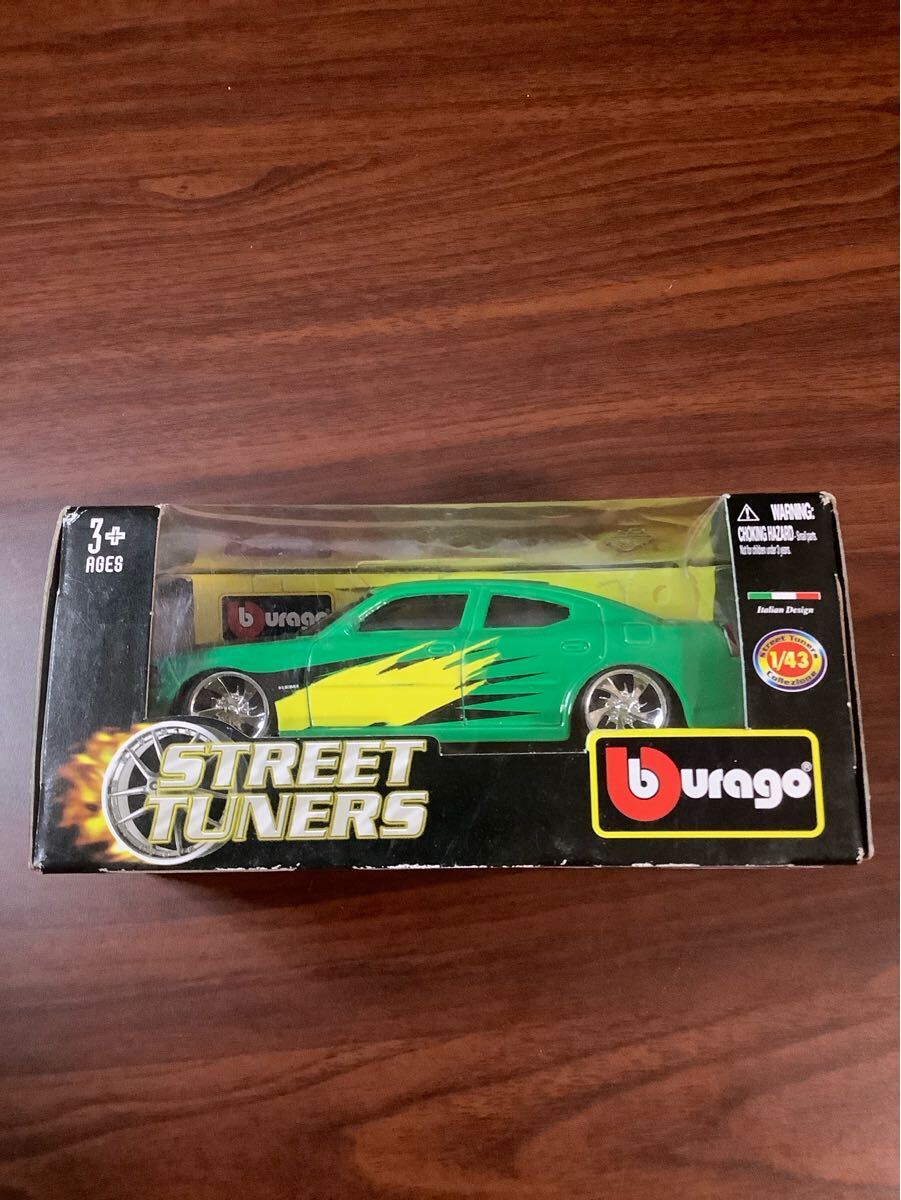 3+
AGES
WARNING:
CHOKING HAZARD - Small parts.
Not for children under 3 years.
burago
Italian Design
Street Tuners
1/43
Collezione
STREET
TUNERS
burago®